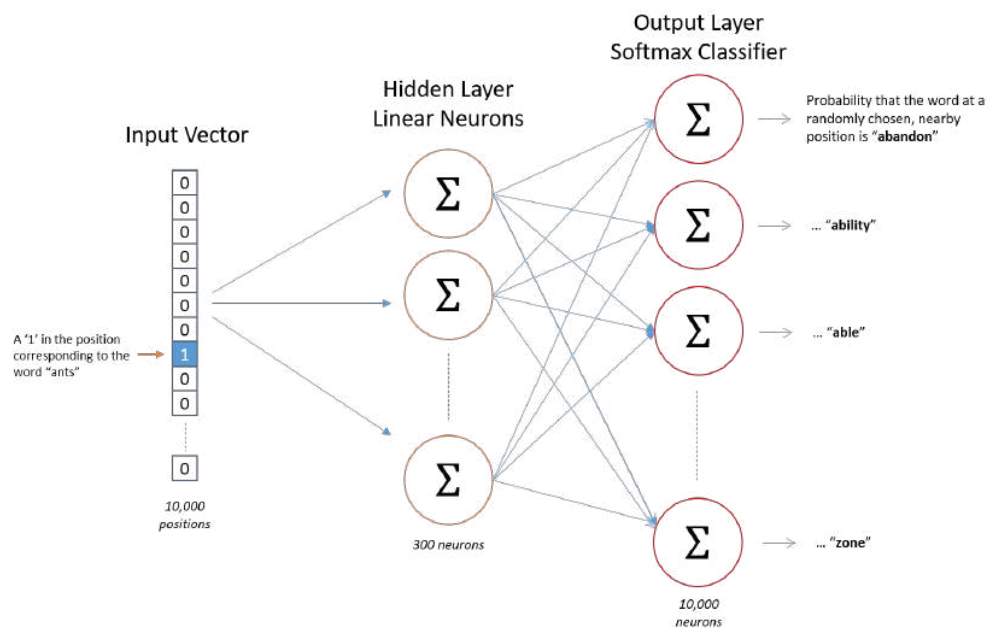 Output Layer
Softmax Classifier
Hidden Layer
Linear Neurons
Input Vector
0
0
0
0
0
0
0
1
0
0
0
A ‘1’ in the position
corresponding to the
word “ants”
10,000
positions
Σ
Σ
Σ
300 neurons
Σ
Σ
Σ
Σ
10,000
neurons
Probability that the word at a
randomly chosen, nearby
position is “abandon”
... “ability”
... “able”
... “zone”